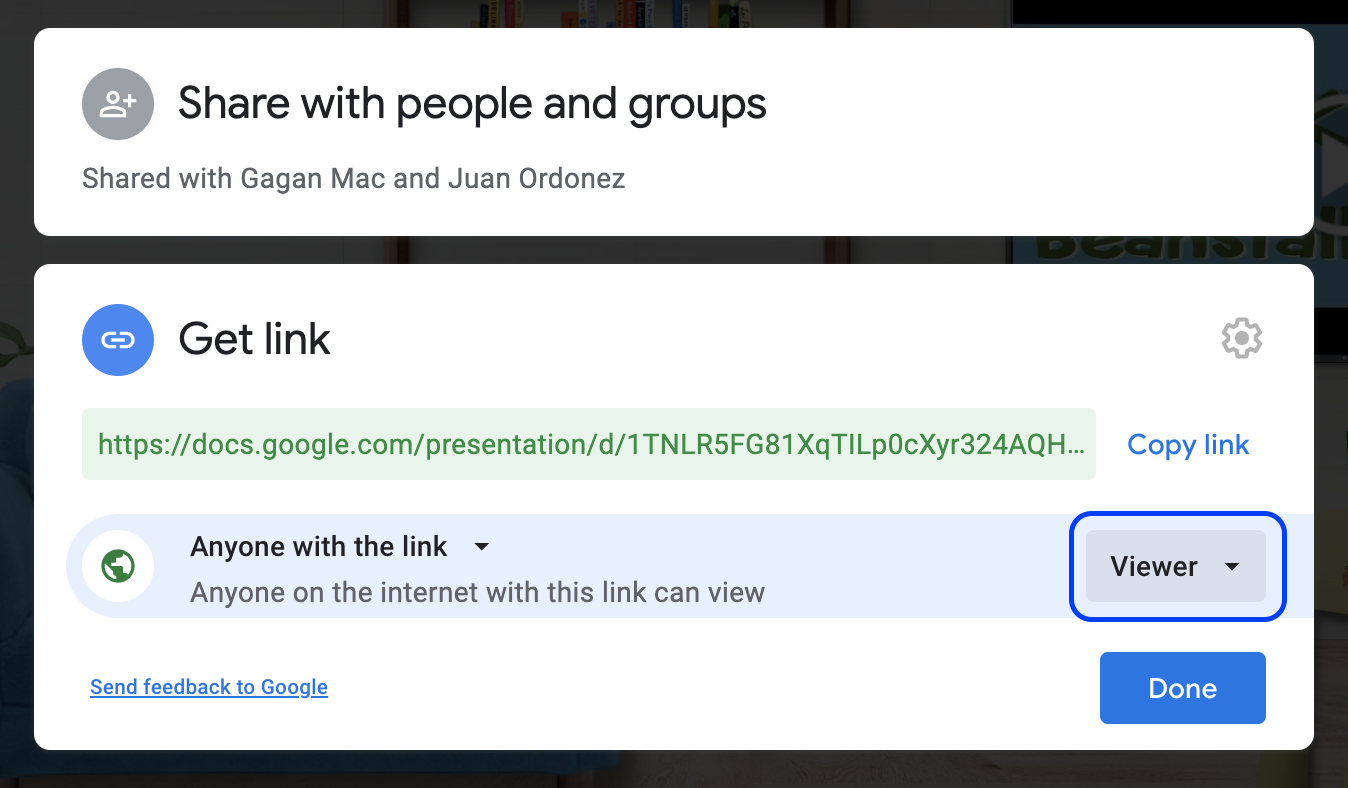 Share with people and groups
Shared with Gagan Mac and Juan Ordonez
Get link
https://docs.google.com/presentation/d/1TNLR5FG81XqTILp0cXyr324AQH...
Copy link
Anyone with the link
Anyone on the internet with this link can view
Viewer
Send feedback to Google
Done